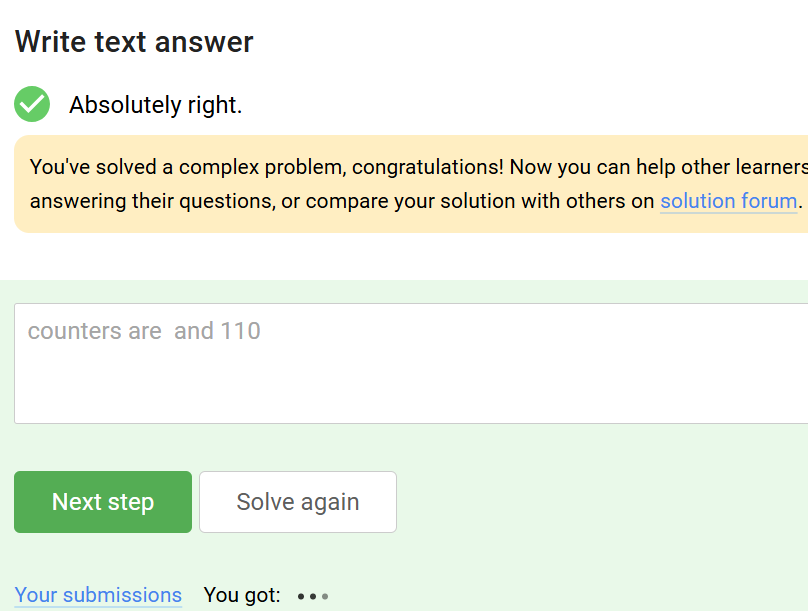 Write text answer
Absolutely right.
You've solved a complex problem, congratulations! Now you can help other learners
answering their questions, or compare your solution with others on solution forum.
counters are  and 110
Next step
Solve again
Your submissions
You got: